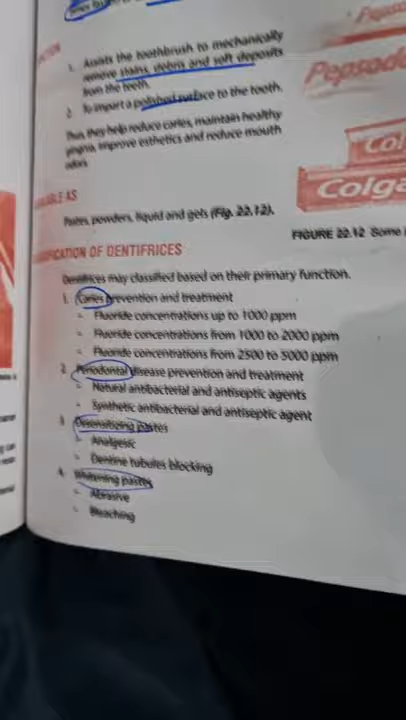 1. Assists the toothbrush to mechanically
remove stains, debris and soft deposits
from the teeth.
2. To impart a polished surface to the tooth.
Thus, they help reduce caries, maintain healthy
gingiva, improve esthetics and reduce mouth
odors
AS
Pastes, powders, liquid and gels (Fig. 22.12).
OF DENTIFRICES
Dentifrices may classified based on their primary function.
1. Caries prevention and treatment
- Fluoride concentrations up to 1000 ppm
- Fluoride concentrations from 1000 to 2000 ppm
- Fluoride concentrations from 2500 to 5000 ppm
2. Periodontal disease prevention and treatment
- Natural antibacterial and antiseptic agents
- Synthetic antibacterial and antiseptic agent
3. Desensitizing pastes
- Analgesic
- Dentine tubules blocking
4. Whitening pastes
- Abrasive
- Bleaching
Pepsode
Col
Colga
FIGURE 22.12 Some